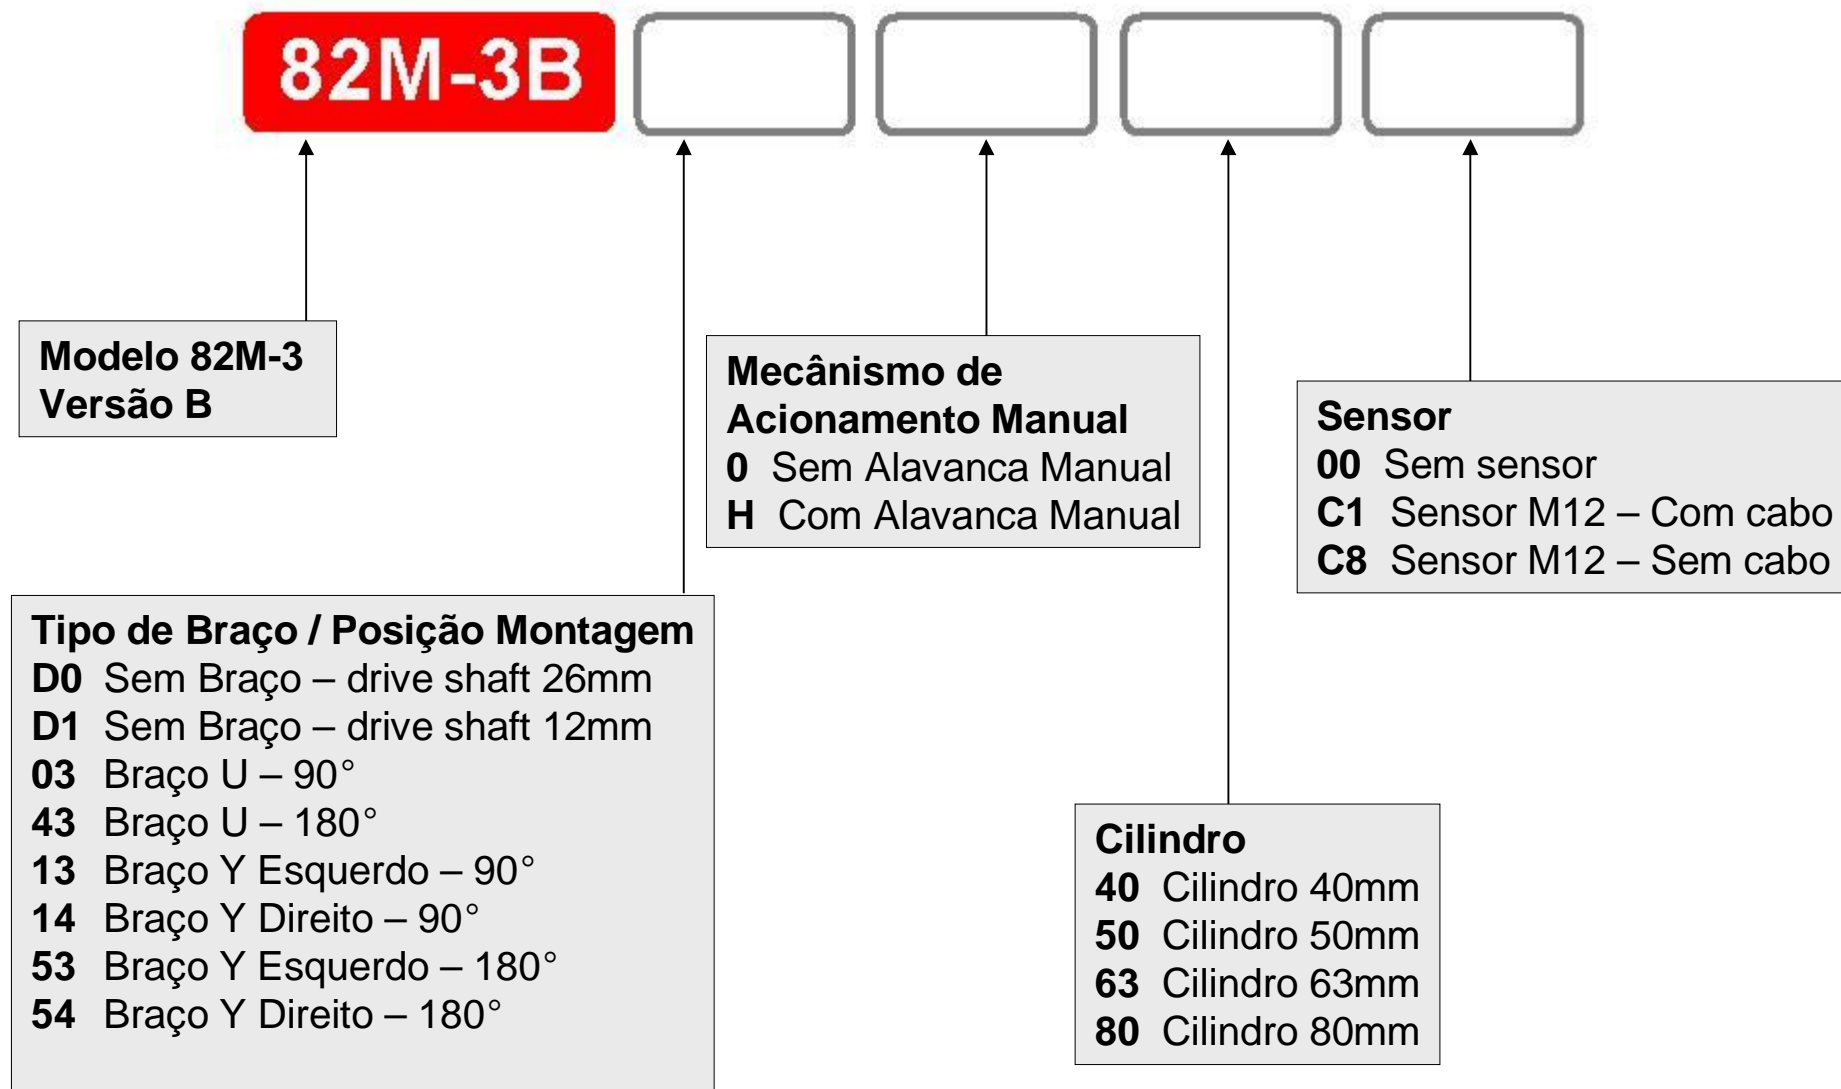 82M-3B
Modelo 82M-3
Versão B
Mecânismo de
Acionamento Manual
0 Sem Alavanca Manual
H Com Alavanca Manual
Sensor
00 Sem sensor
C1 Sensor M12 – Com cabo
C8 Sensor M12 – Sem cabo
Tipo de Braço / Posição Montagem
D0 Sem Braço – drive shaft 26mm
D1 Sem Braço – drive shaft 12mm
03 Braço U – 90°
43 Braço U – 180°
13 Braço Y Esquerdo – 90°
14 Braço Y Direito – 90°
53 Braço Y Esquerdo – 180°
54 Braço Y Direito – 180°
Cilindro
40 Cilindro 40mm
50 Cilindro 50mm
63 Cilindro 63mm
80 Cilindro 80mm